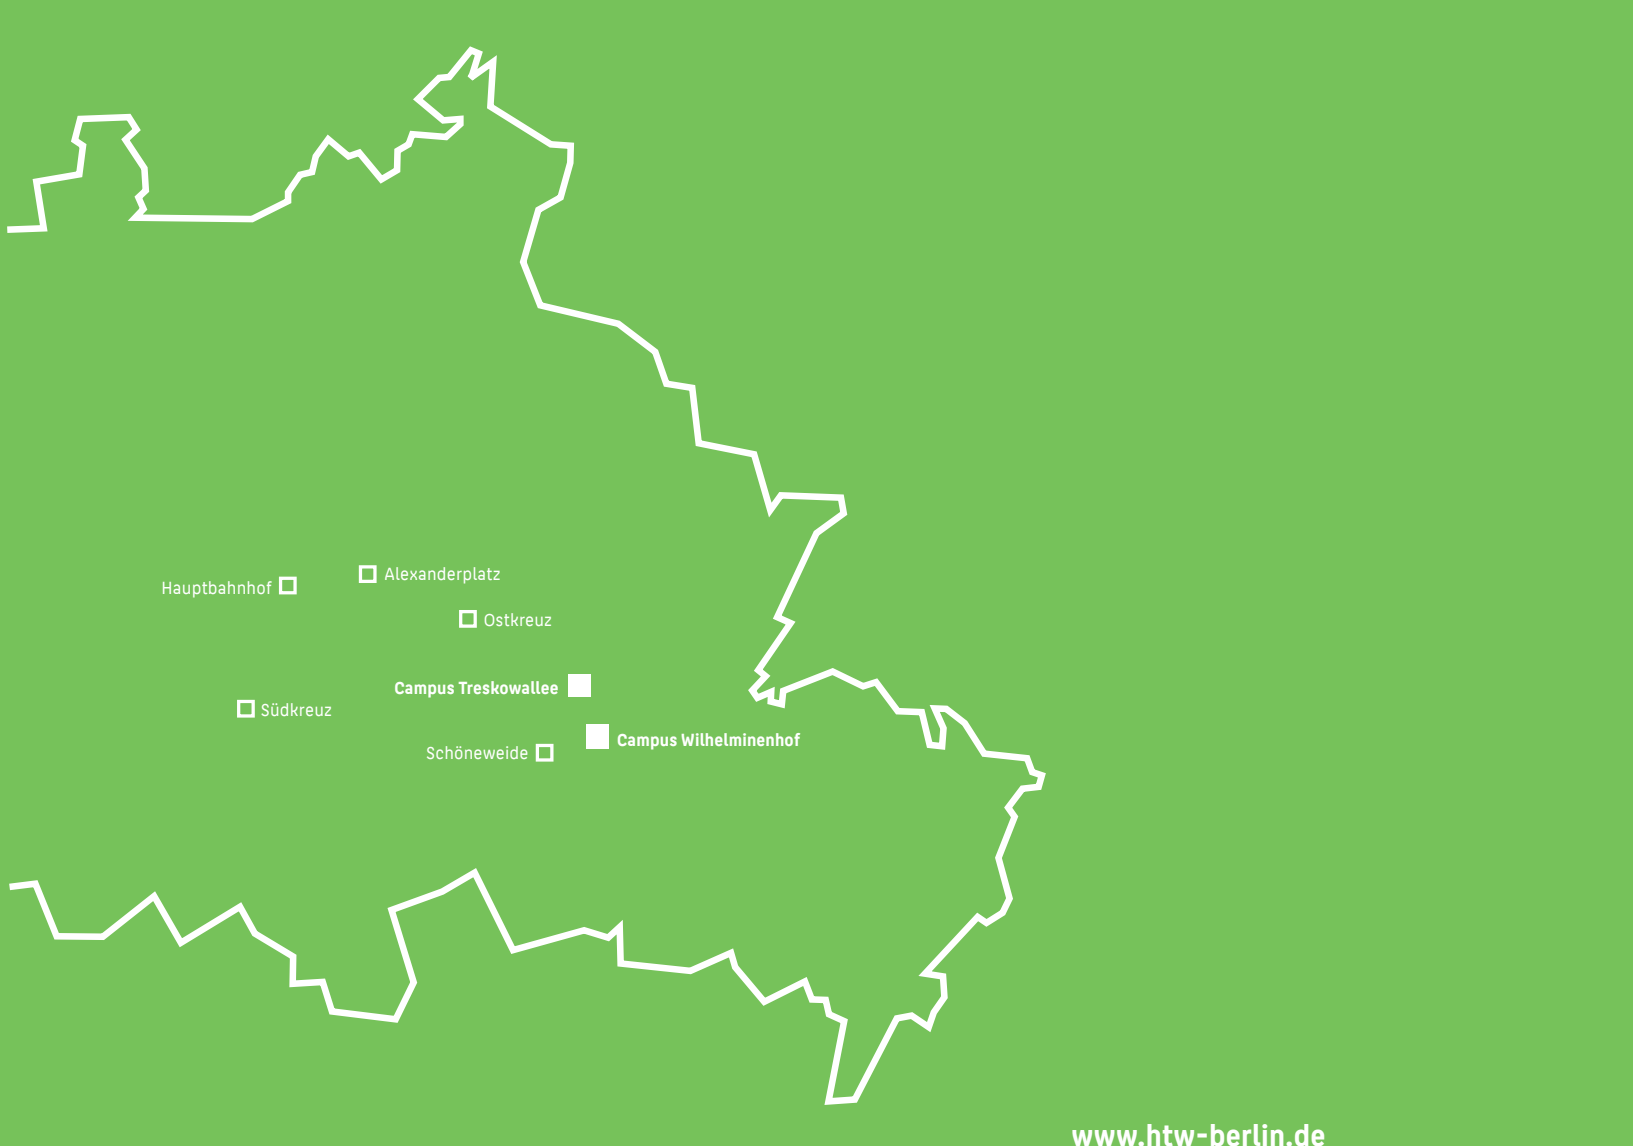 Alexanderplatz
Hauptbahnhof
Ostkreuz
Campus Treskowallee
Südkreuz
Campus Wilhelminenhof
Schöneweide
www.htw-berlin.de